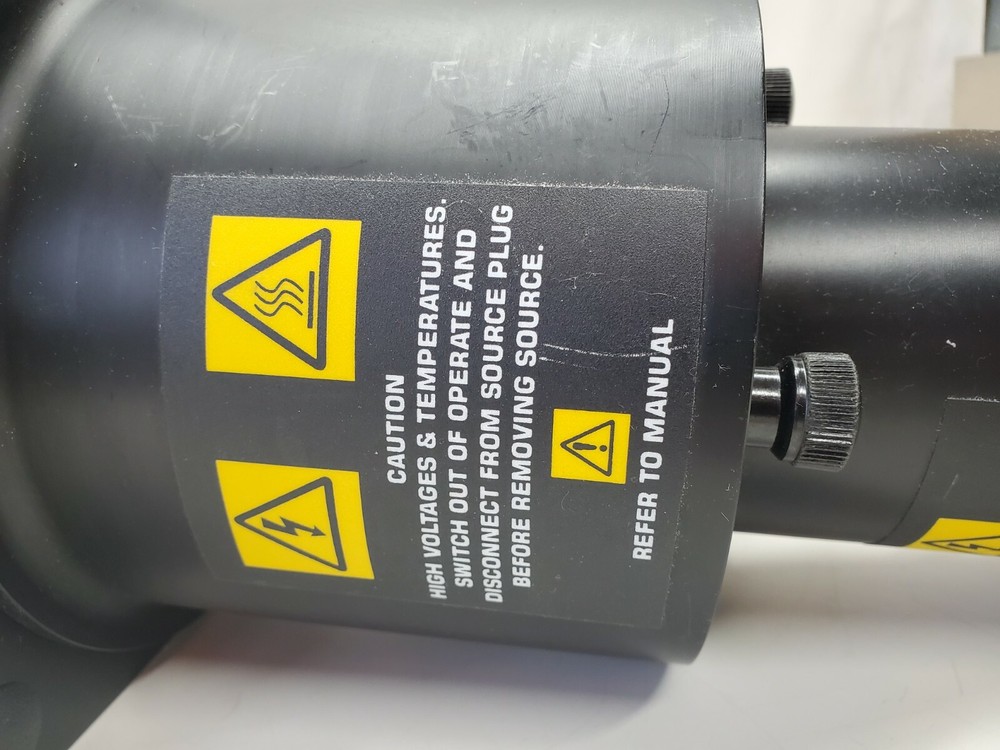 CAUTION
HIGH VOLTAGES & TEMPERATURES.
SWITCH OUT OF OPERATE AND
DISCONNECT FROM SOURCE PLUG
BEFORE REMOVING SOURCE.
REFER TO MANUAL